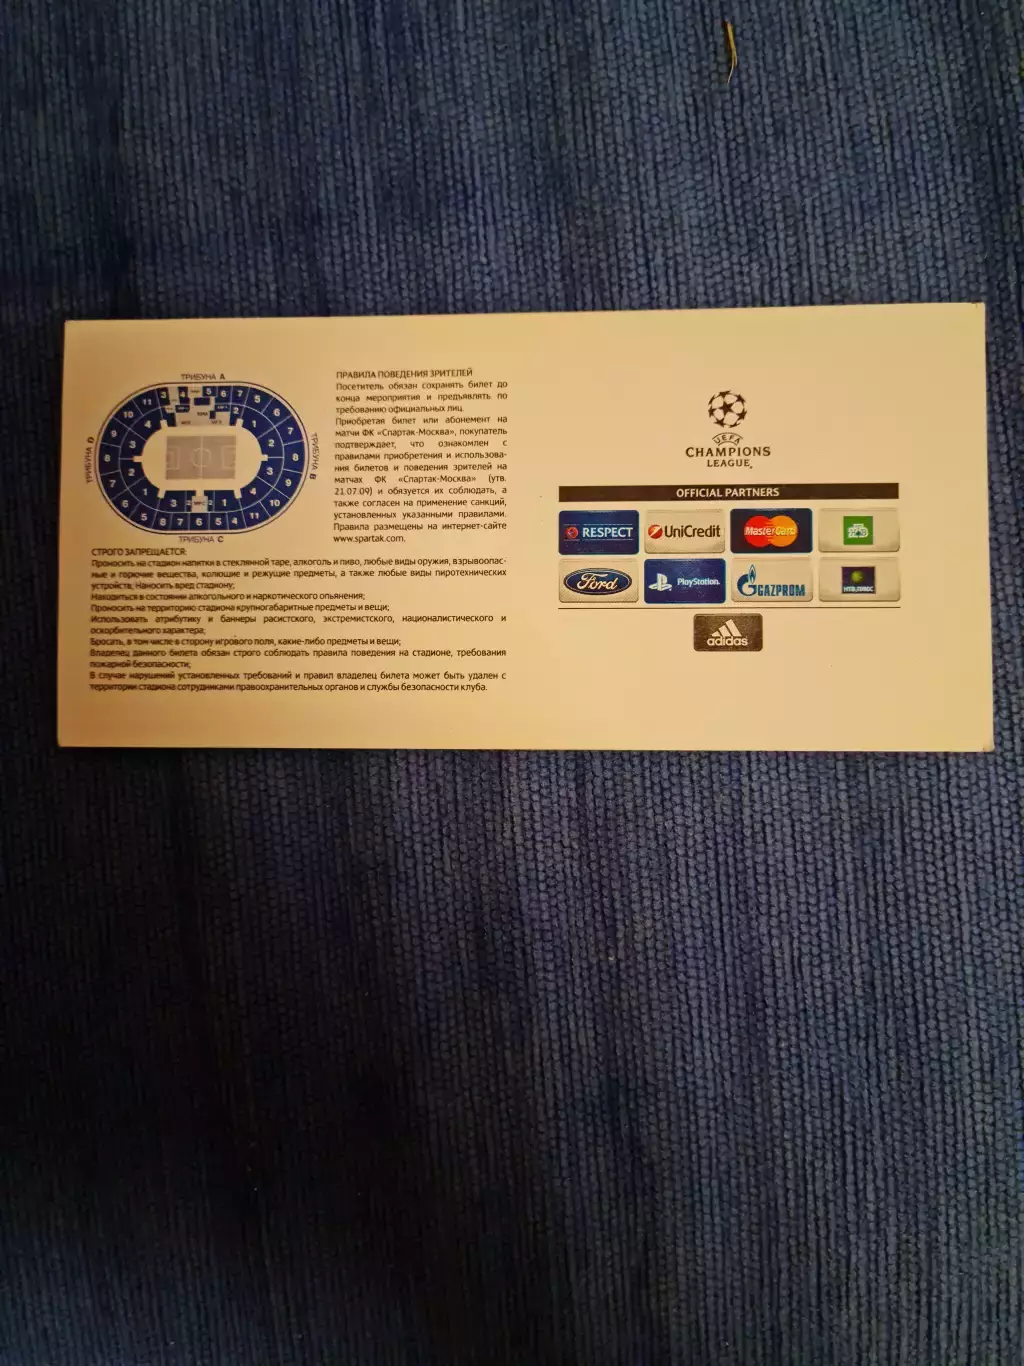 ТРИБУНА A
ТРИБУНА D
ТРИБУНА B
ТРИБУНА C
ПРАВИЛА ПОВЕДЕНИЯ ЗРИТЕЛЕЙ
Посетитель обязан сохранять билет до
конца мероприятия и предъявлять по
требованию официальных лиц.
Приобретая билет или абонемент на
матчи ФК «Спартак-Москва», покупатель
подтверждает, что ознакомлен с
правилами приобретения и использова-
ния билетов и поведения зрителей на
матчах ФК «Спартак-Москва» (утв.
21.07.09) и обязуется их соблюдать, а
также согласен на применение санкций,
установленных указанными правилами.
Правила размещены на интернет-сайте
www.spartak.com.
СТРОГО ЗАПРЕЩАЕТСЯ:
Проносить на стадион напитки в стеклянной таре, алкоголь и пиво, любые виды оружия, взрывоопас-
ные и горючие вещества, колющие и режущие предметы, а также любые виды пиротехнических
устройств; Наносить вред стадиону;
Находиться в состоянии алкогольного и наркотического опьянения;
Проносить на территорию стадиона крупногабаритные предметы и вещи;
Использовать атрибутику и баннеры расистского, экстремистского, националистического и
оскорбительного характера;
Бросать, в том числе в сторону игрового поля, какие-либо предметы и вещи;
Владелец данного билета обязан строго соблюдать правила поведения на стадионе, требования
пожарной безопасности;
В случае нарушений установленных требований и правил владелец билета может быть удален с
территории стадиона сотрудниками правоохранительных органов и службы безопасности клуба.
UEFA
CHAMPIONS
LEAGUE
OFFICIAL PARTNERS
RESPECT
UniCredit
MasterCard
Ford
PlayStation
GAZPROM
НТВ ПЛЮС
adidas